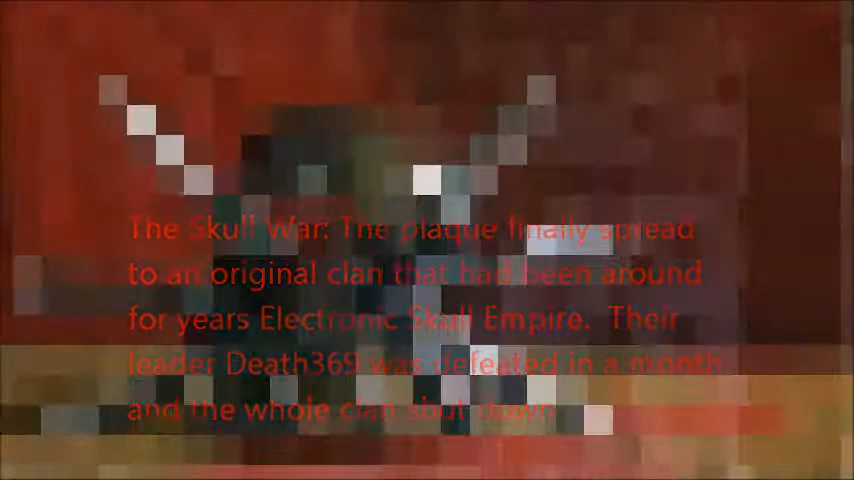 The Skull War: The plaque finally spread
to an original clan that had been around
for years Electronic Skull Empire.  Their
leader Death369 was defeated in a month
and the whole clan shut down